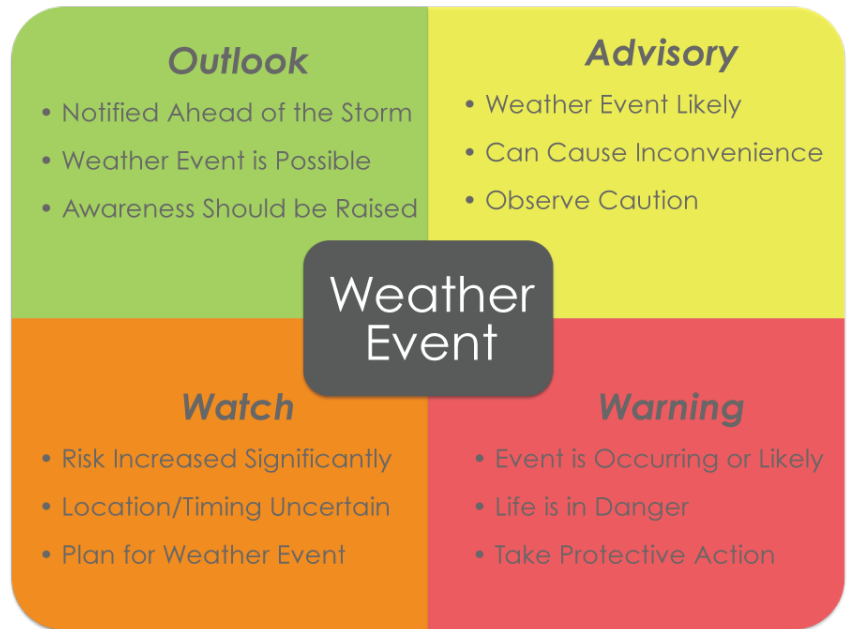 Outlook
• Notified Ahead of the Storm
• Weather Event is Possible
• Awareness Should be Raised
Advisory
• Weather Event Likely
• Can Cause Inconvenience
• Observe Caution
Weather
Event
Watch
• Risk Increased Significantly
• Location/Timing Uncertain
• Plan for Weather Event
Warning
• Event is Occurring or Likely
• Life is in Danger
• Take Protective Action